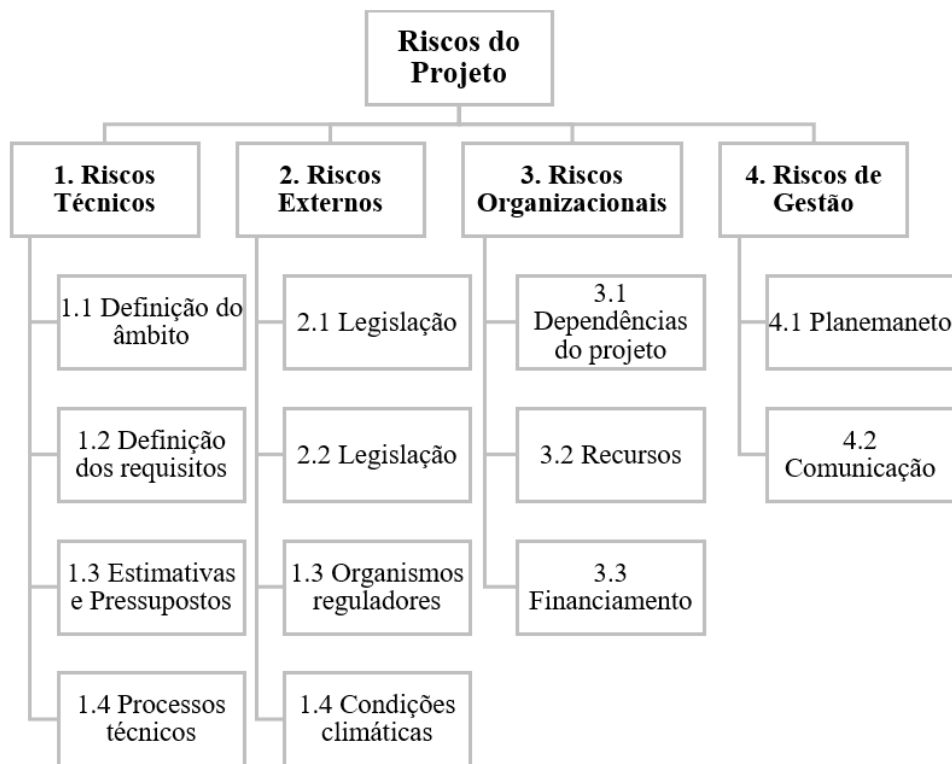 Riscos do
Projeto
1. Riscos
Técnicos
2. Riscos
Externos
3. Riscos
Organizacionais
4. Riscos de
Gestão
1.1 Definição do
âmbito
1.2 Definição
dos requisitos
1.3 Estimativas
e Pressupostos
1.4 Processos
técnicos
2.1 Legislação
2.2 Legislação
1.3 Organismos
reguladores
1.4 Condições
climáticas
3.1
Dependências
do projeto
3.2 Recursos
3.3
Financiamento
4.1 Planemaneto
4.2
Comunicação